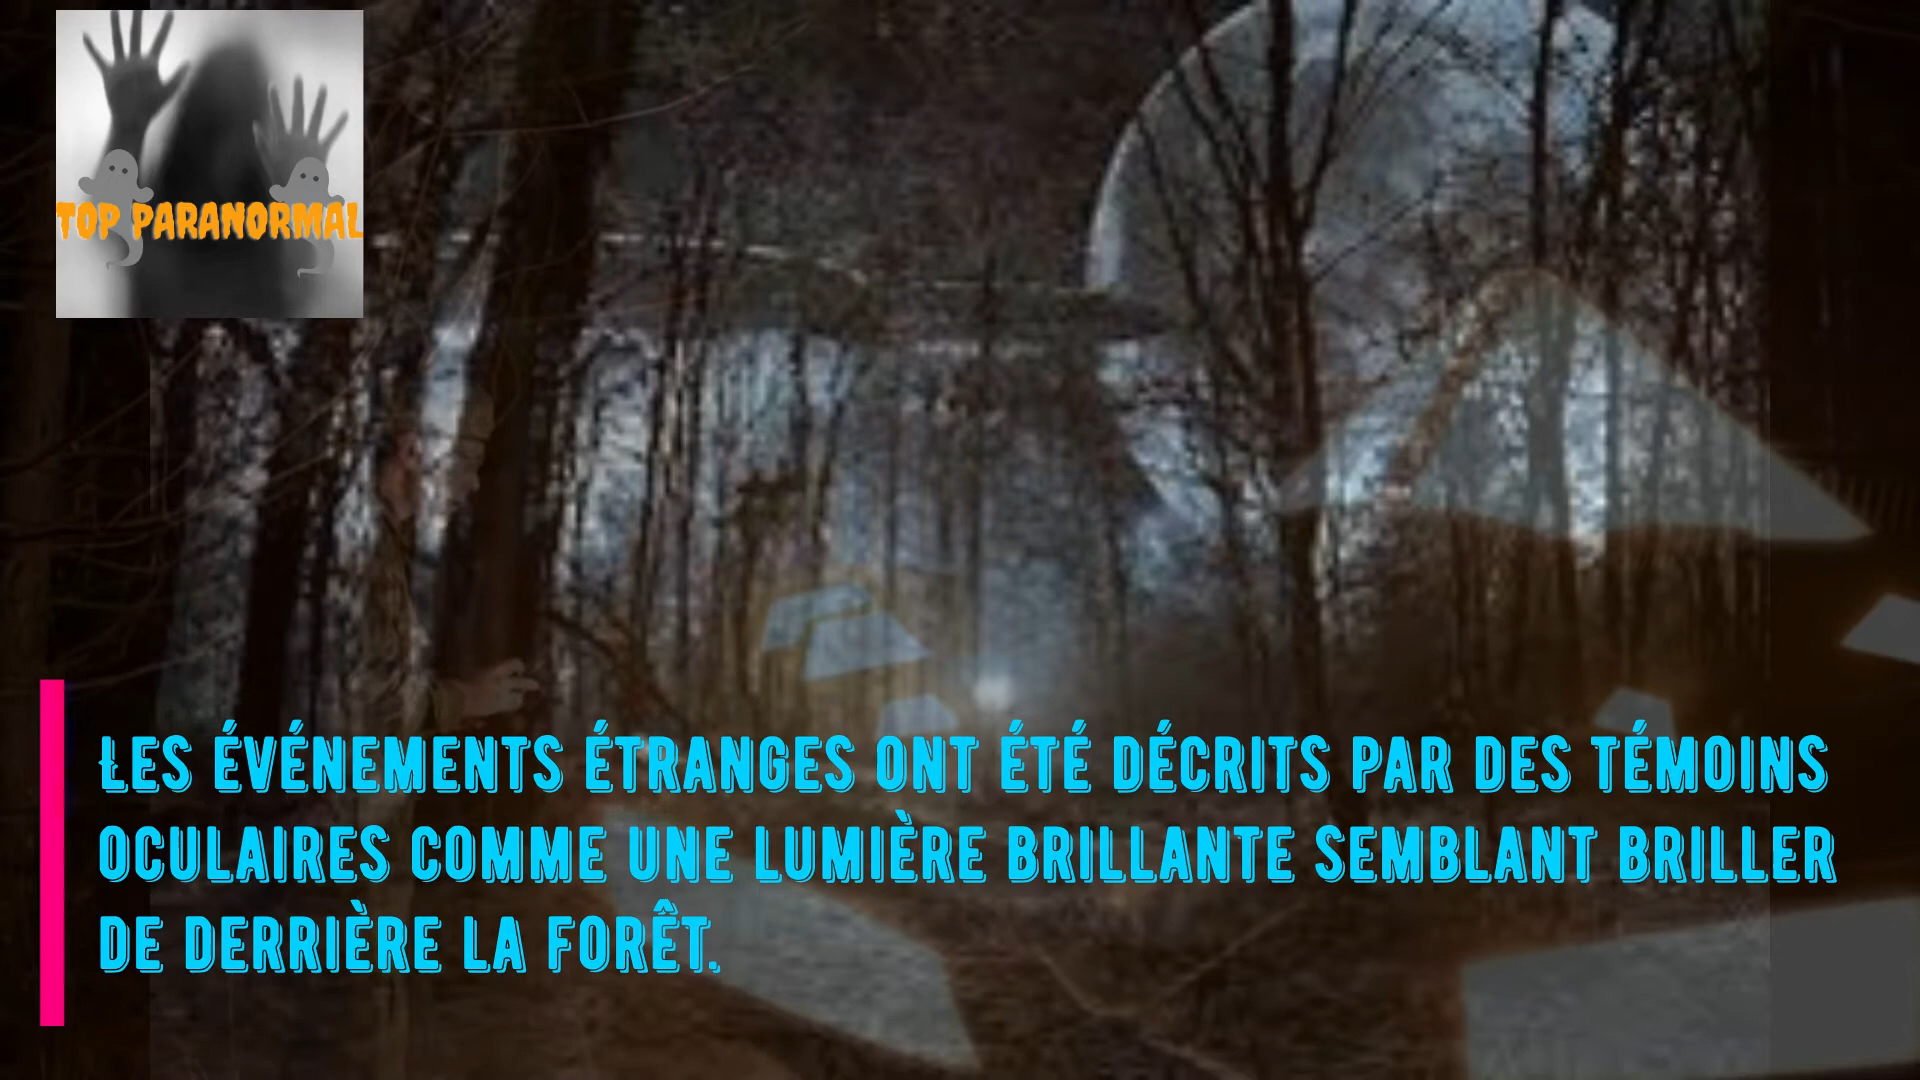 TOP PARANORMAL
LES ÉVÉNEMENTS ÉTRANGES ONT ÉTÉ DÉCRITS PAR DES TÉMOINS
OCULAIRES COMME UNE LUMIÈRE BRILLANTE SEMBLANT BRILLER
DE DERRIÈRE LA FORÊT.